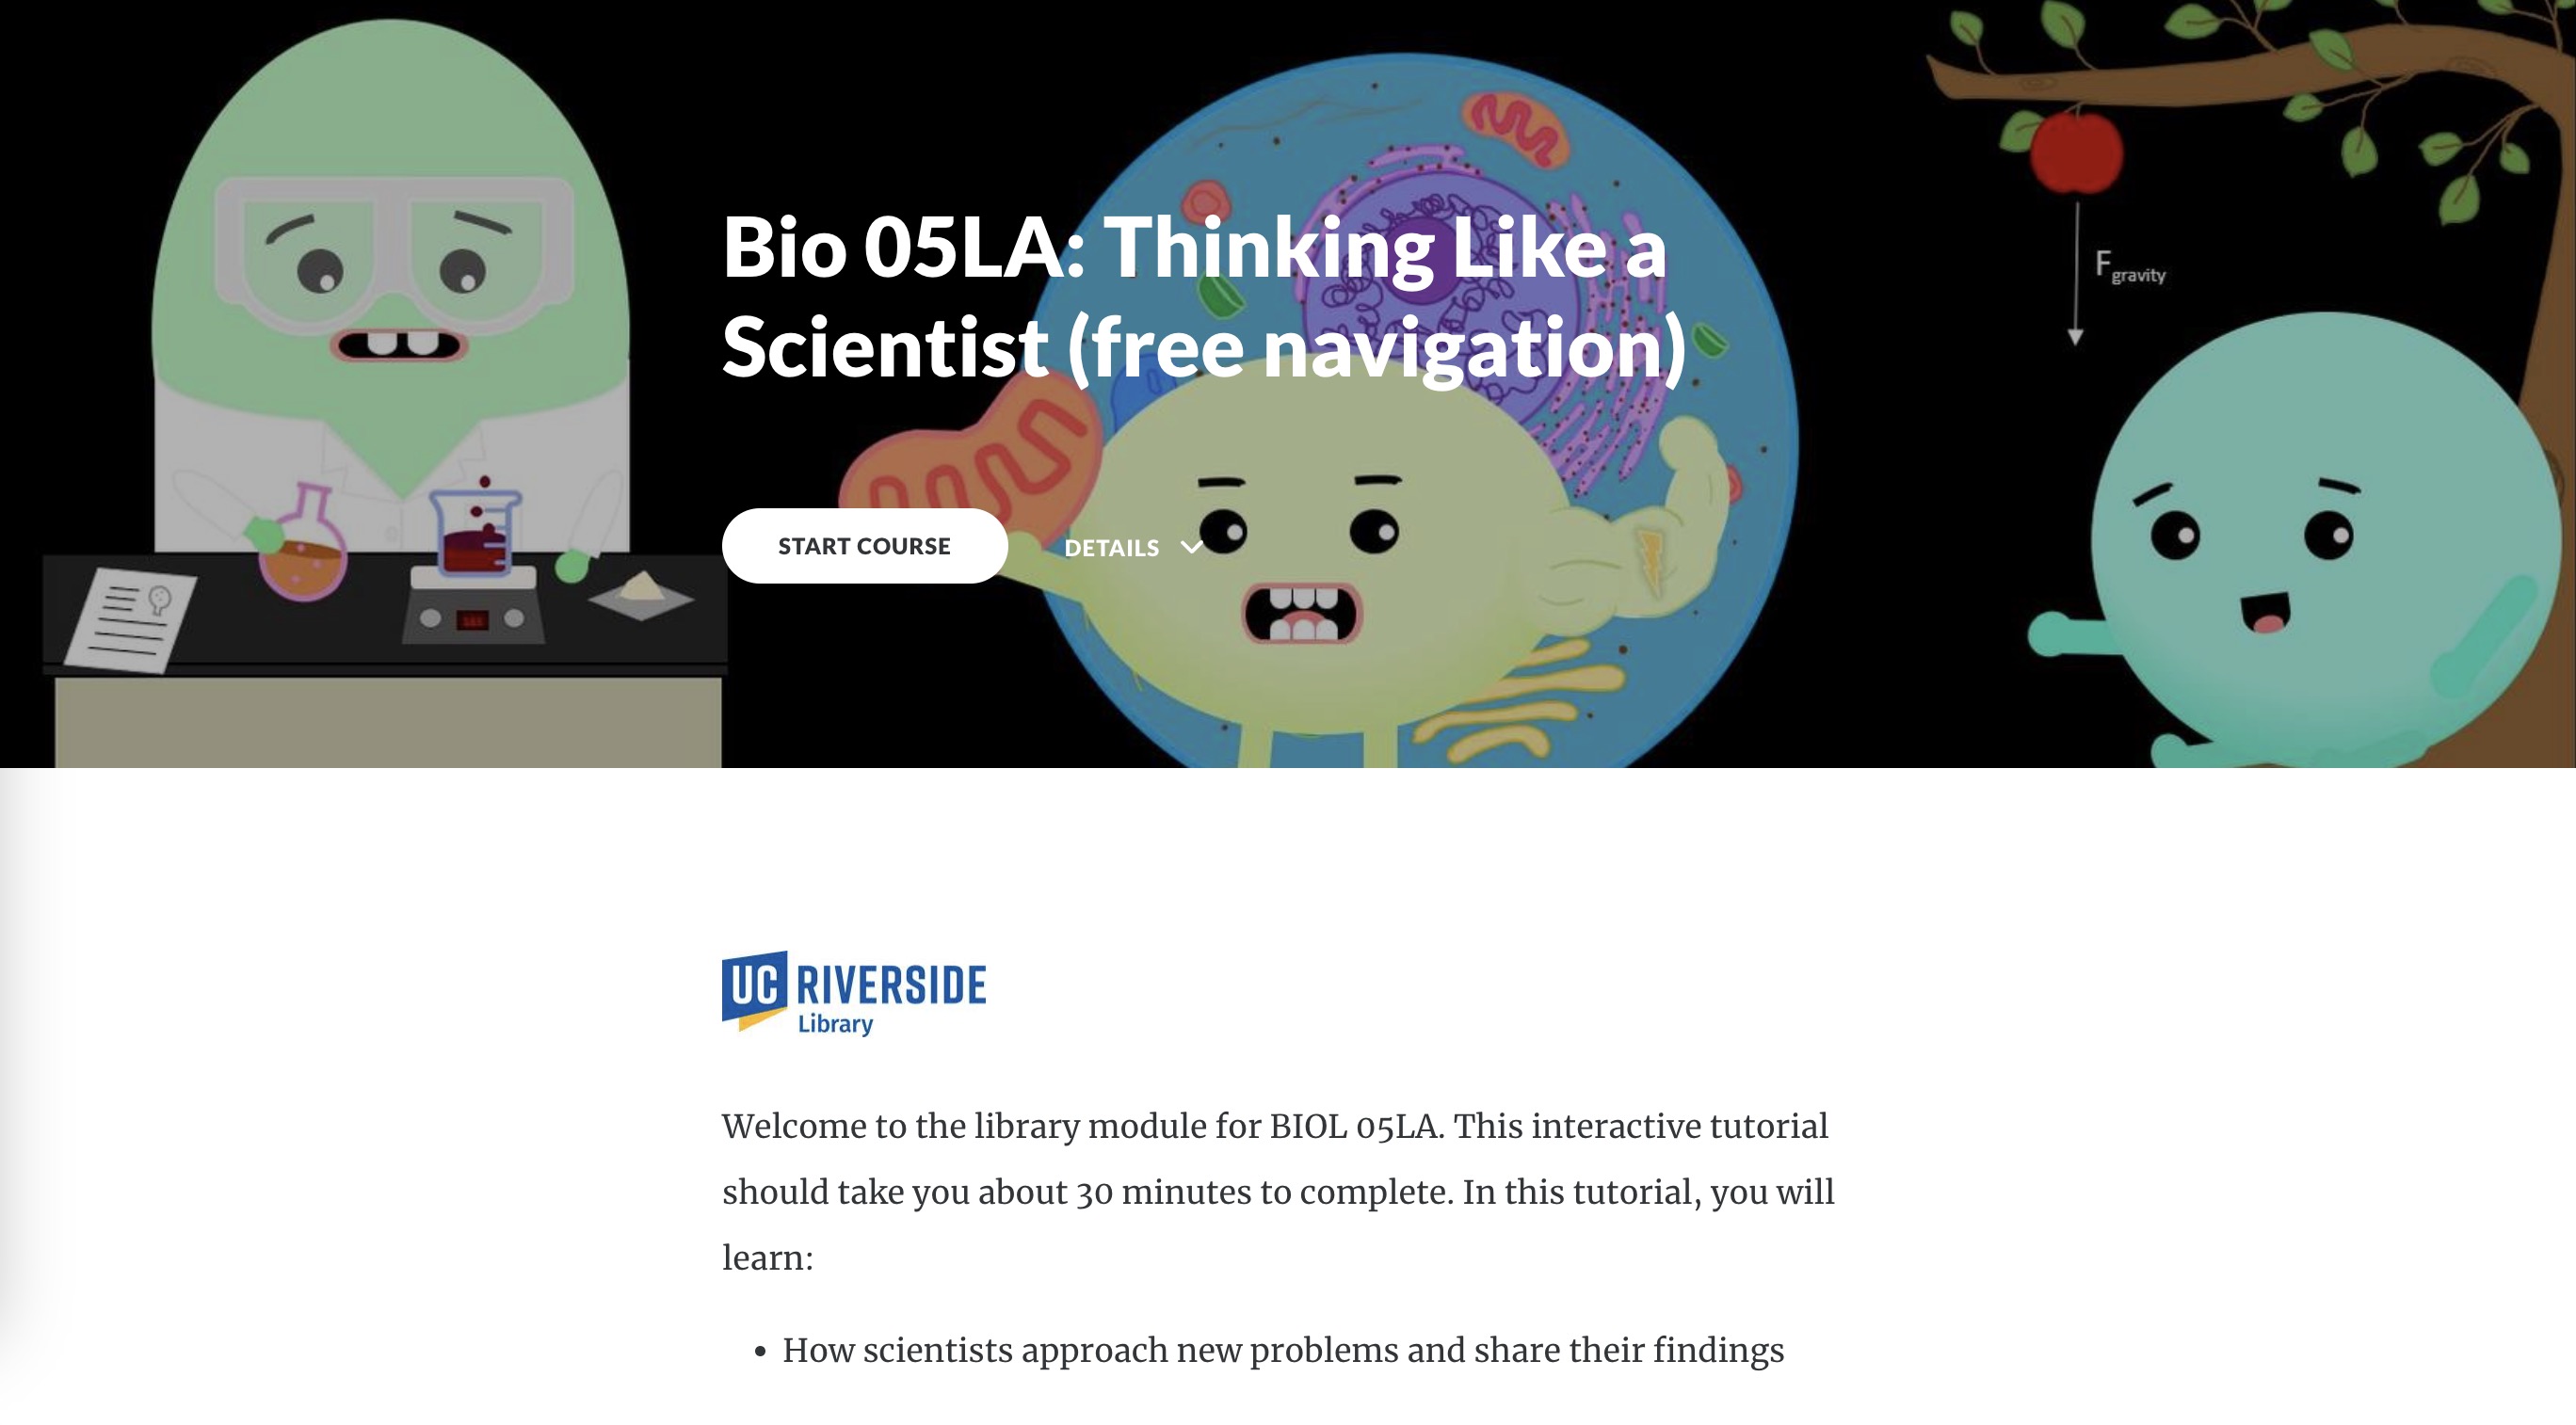 Bio 05LA: Thinking Like a
Scientist (free navigation)
F gravity
START COURSE
DETAILS
UC RIVERSIDE
Library
Welcome to the library module for BIOL 05LA. This interactive tutorial
should take you about 30 minutes to complete. In this tutorial, you will
learn:
• How scientists approach new problems and share their findings